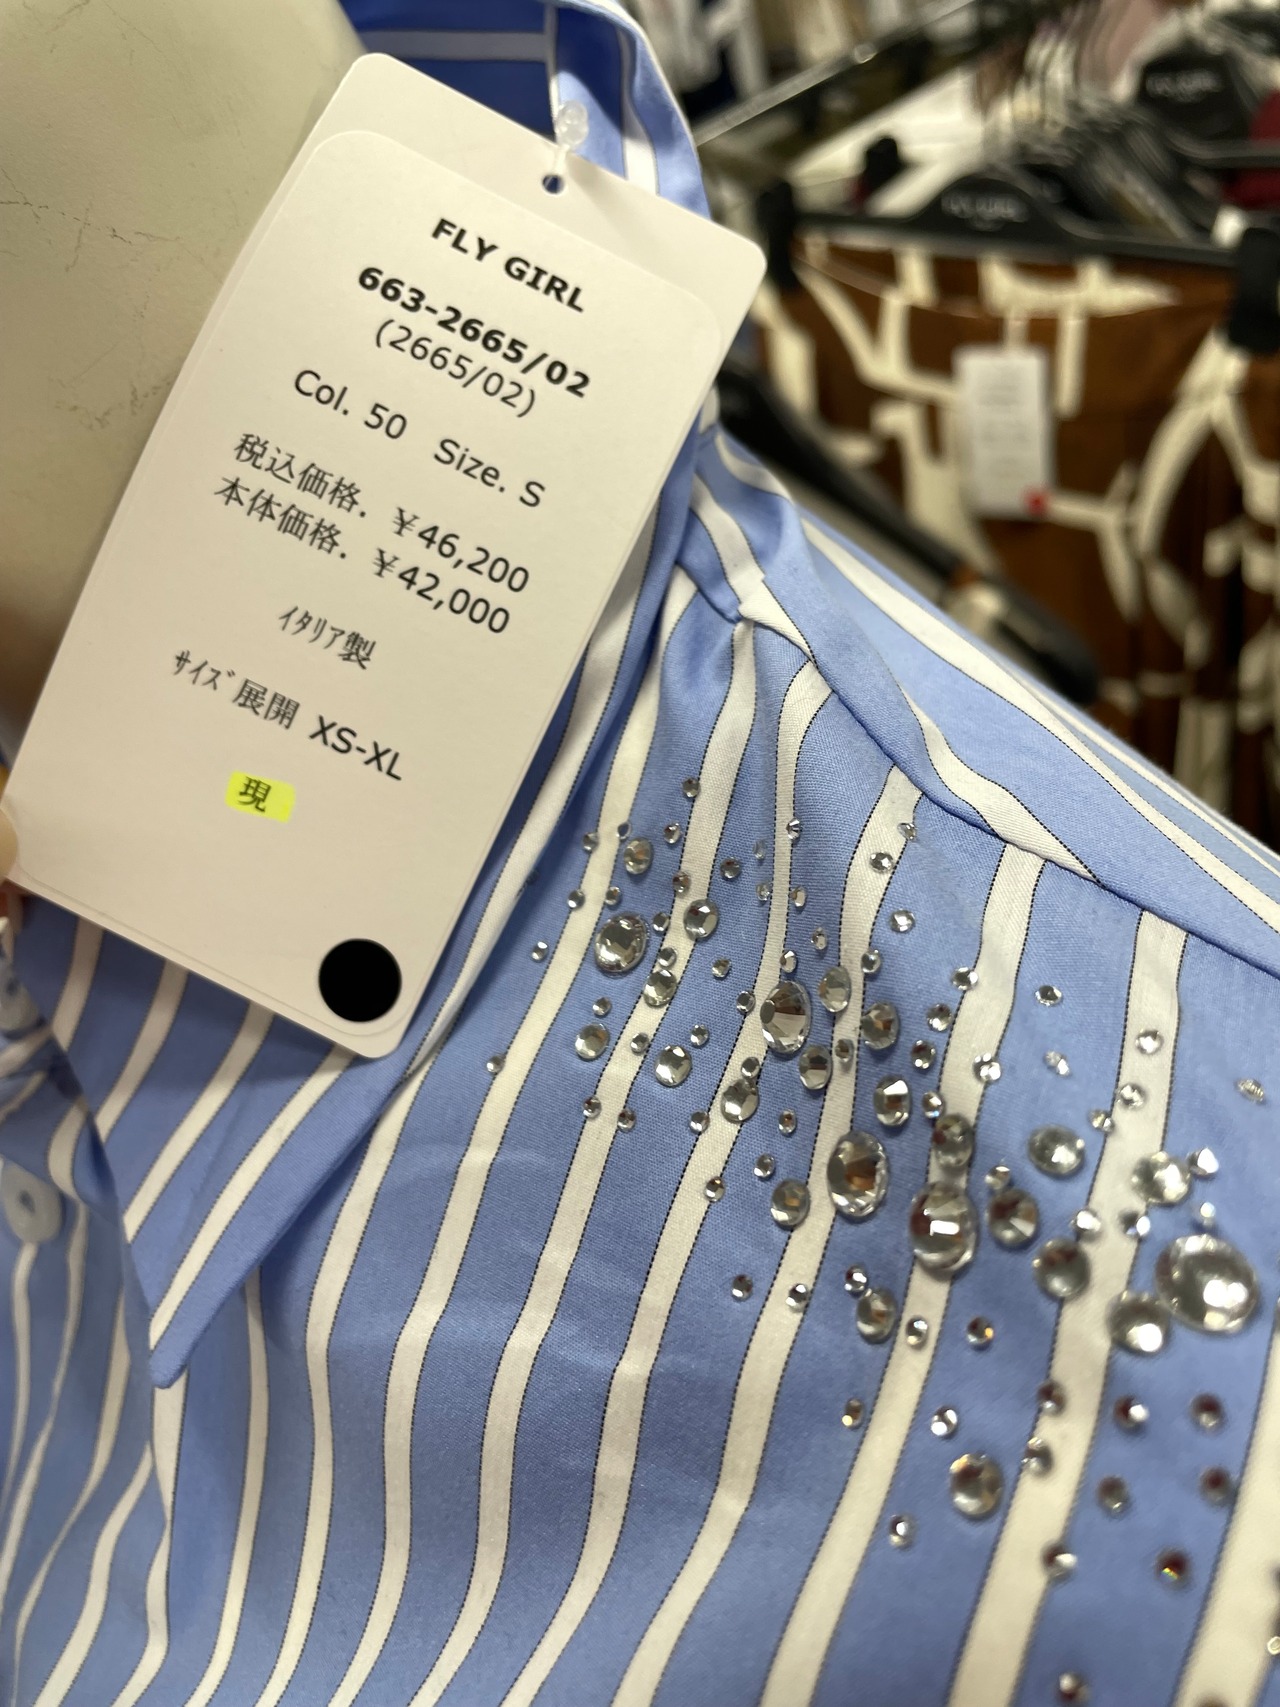 FLY GIRL
663-2665/02
(2665/02)
Col. 50 Size. S
税込価格. ¥46,200
本体価格. ¥42,000
ｲﾀﾘｱ製
ｻｲｽﾞ展開 XS-XL
現